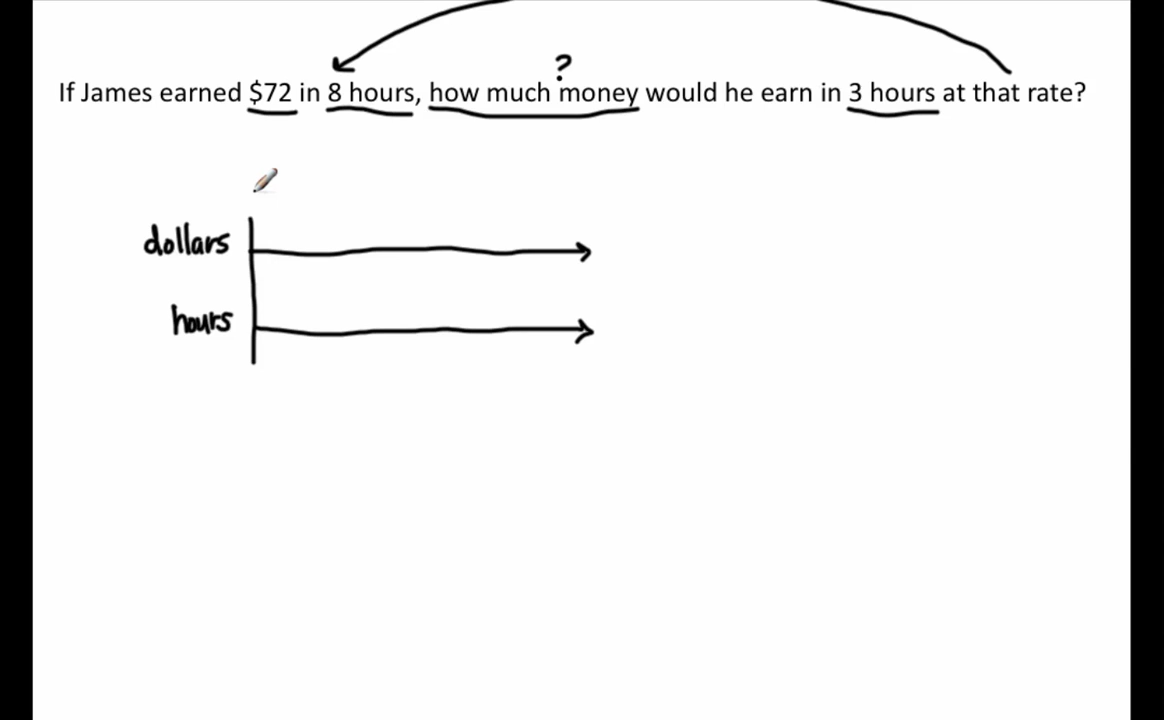 ?
If James earned $72 in 8 hours, how much money would he earn in 3 hours at that rate?
dollars
hours